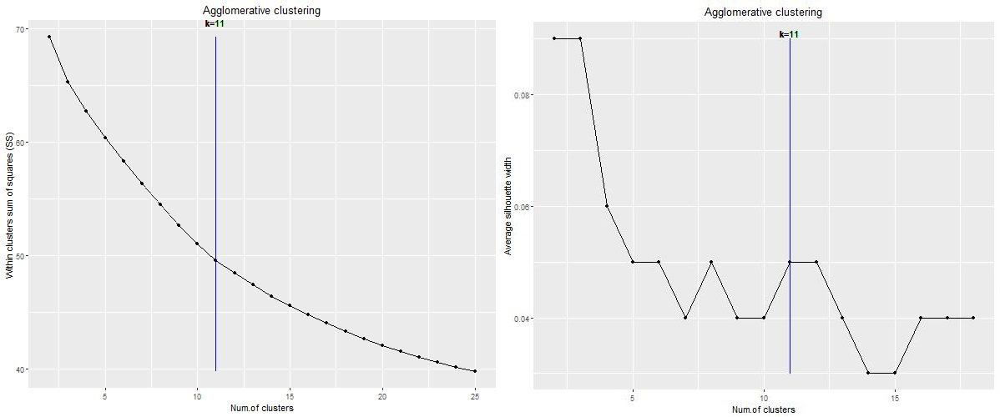 Agglomerative clustering
k=11
70
60
50
40
Within clusters sum of squares (SS)
5 10 15 20 25
Num.of clusters
Agglomerative clustering
k=11
0.08
0.06
0.04
Average silhouette width
5 10 15
Num.of clusters